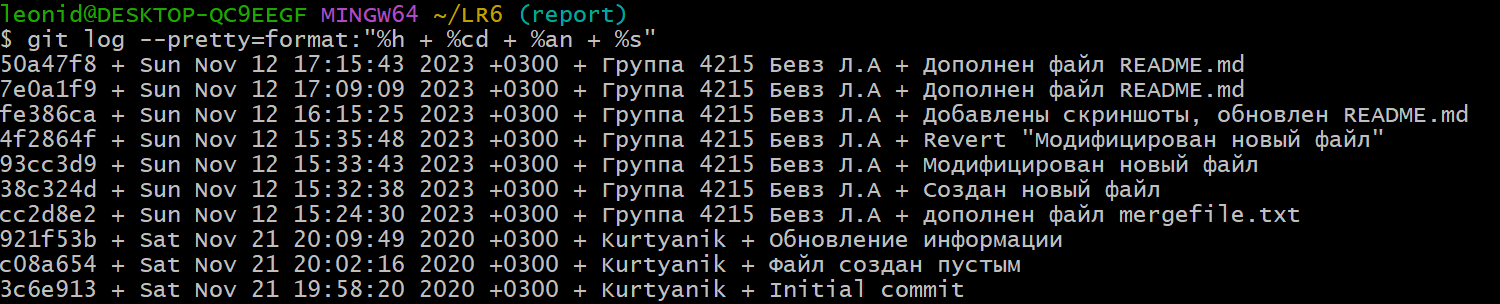 leonid@DESKTOP-QC9EEGF MINGW64 ~/LR6 (report)
$ git log --pretty=format:"%h + %cd + %an + %s"
50a47f8 + Sun Nov 12 17:15:43 2023 +0300 + Группа 4215 Бевз Л.А + Дополнен файл README.md
7e0a1f9 + Sun Nov 12 17:09:09 2023 +0300 + Группа 4215 Бевз Л.А + Дополнен файл README.md
fe386ca + Sun Nov 12 16:15:25 2023 +0300 + Группа 4215 Бевз Л.А + Добавлены скриншоты, обновлен README.md
4f2864f + Sun Nov 12 15:35:48 2023 +0300 + Группа 4215 Бевз Л.А + Revert "Модифицирован новый файл"
93cc3d9 + Sun Nov 12 15:33:43 2023 +0300 + Группа 4215 Бевз Л.А + Модифицирован новый файл
38c324d + Sun Nov 12 15:32:38 2023 +0300 + Группа 4215 Бевз Л.А + Создан новый файл
cc2d8e2 + Sun Nov 12 15:24:30 2023 +0300 + Группа 4215 Бевз Л.А + дополнен файл mergefile.txt
921f53b + Sat Nov 21 20:09:49 2020 +0300 + Kurtyanik + Обновление информации
c08a654 + Sat Nov 21 20:02:16 2020 +0300 + Kurtyanik + Файл создан пустым
3c6e913 + Sat Nov 21 19:58:20 2020 +0300 + Kurtyanik + Initial commit